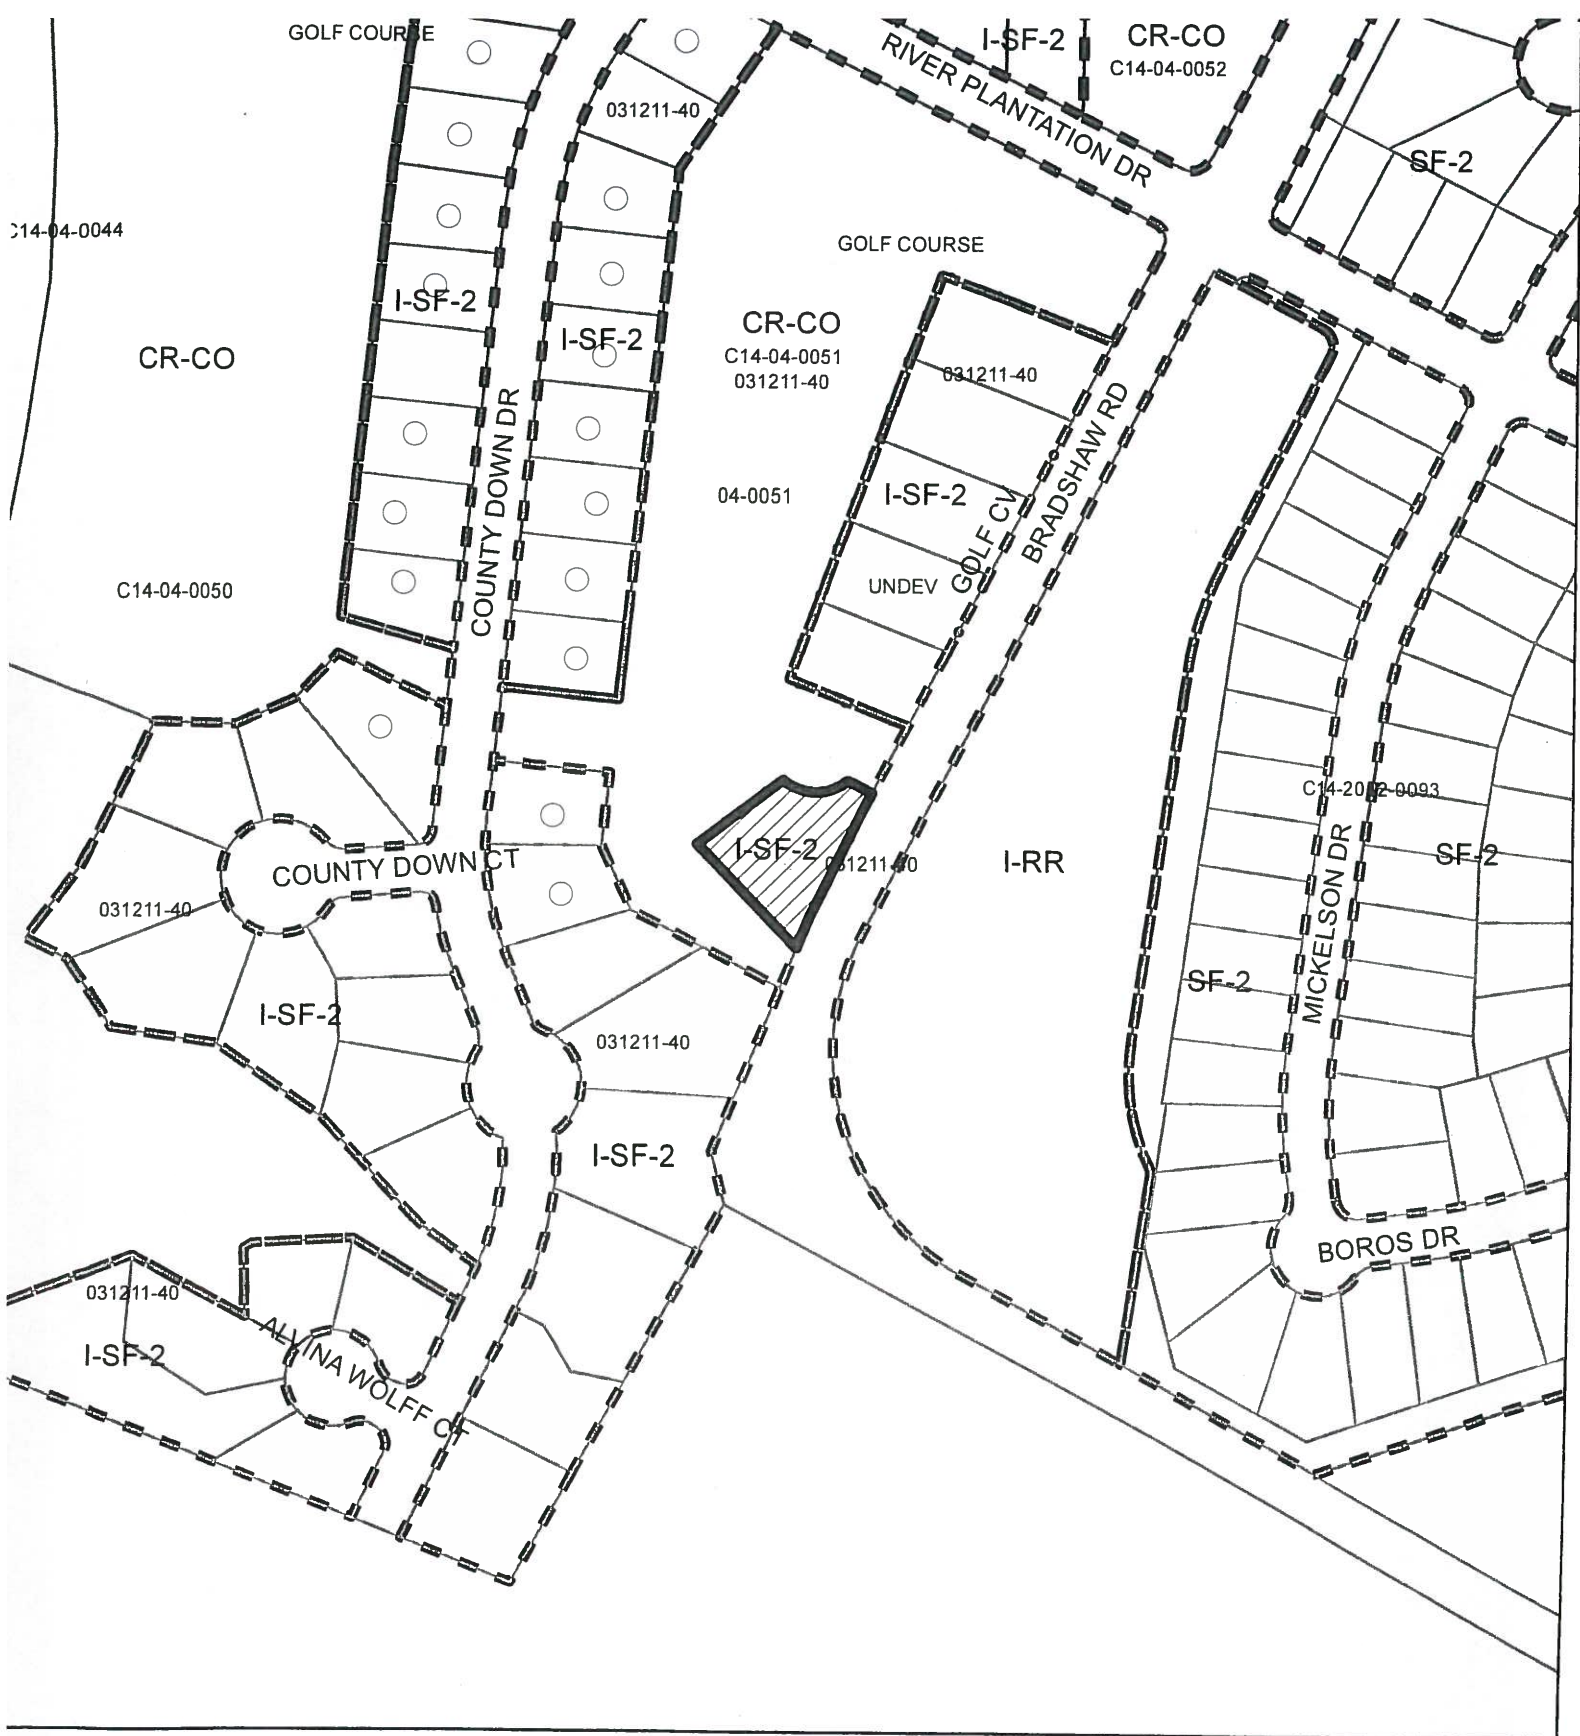 GOLF COURSE
I-SF-2
CR-CO
C14-04-0052
RIVER PLANTATION DR
031211-40
SF-2
C14-04-0044
GOLF COURSE
I-SF-2
I-SF-2
CR-CO
C14-04-0051
031211-40
031211-40
CR-CO
COUNTY DOWN DR
BRADSHAW RD
04-0051
I-SF-2
GOLF CV
UNDEV
C14-04-0050
C14-2012-0093
I-SF-2
031211-40
I-RR
SF-2
COUNTY DOWN CT
031211-40
MICKELSON DR
SF-2
I-SF-2
031211-40
I-SF-2
BOROS DR
031211-40
I-SF-2
ALVINA WOLFF CT